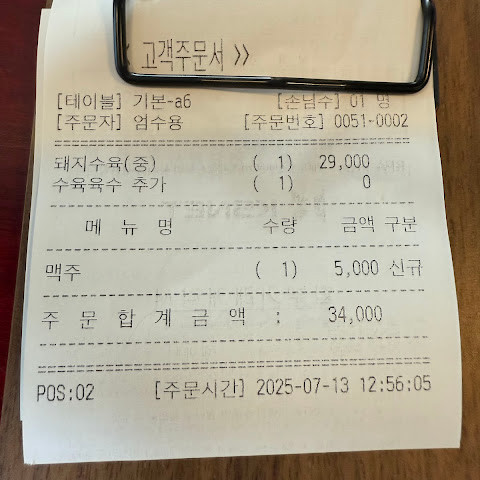 고객주문서 >>
[테이블] 기본-a6 [손님수] 01 명
[주문자] 엄수용 [주문번호] 0051-0002
돼지수육(중) ( 1) 29,000
수육육수 추가 ( 1) 0
메 뉴 명 수량 금액 구분
맥주 ( 1) 5,000 신규
주 문 합 계 금 액 : 34,000
POS:02 [주문시간] 2025-07-13 12:56:05